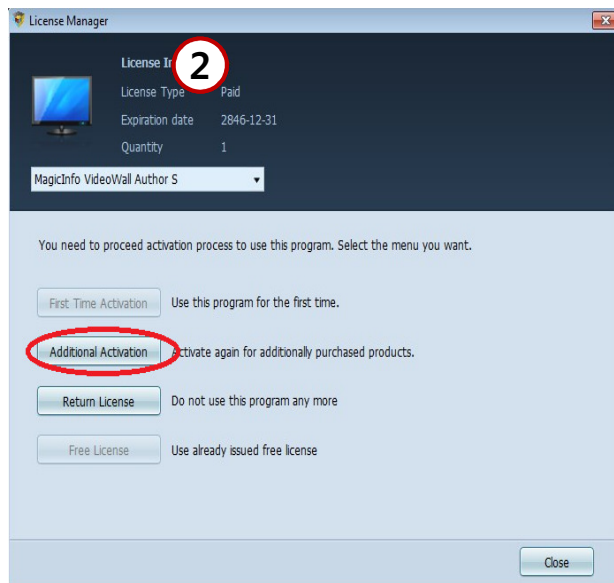 License Manager
License In
2
License Type Paid
Expiration date 2846-12-31
Quantity 1
MagicInfo VideoWall Author S
You need to proceed activation process to use this program. Select the menu you want.
First Time Activation Use this program for the first time.
Additional Activation Activate again for additionally purchased products.
Return License Do not use this program any more
Free License Use already issued free license
Close